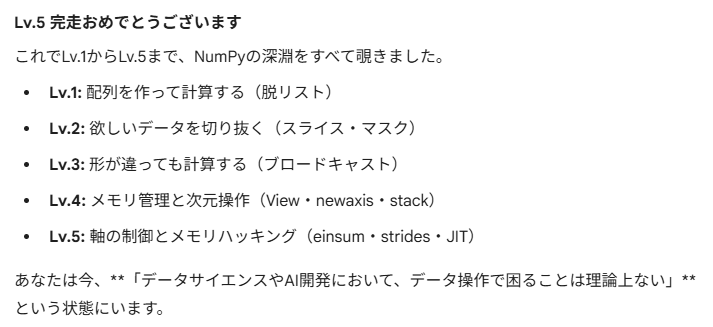 Lv.5 完走おめでとうございます
これでLv.1からLv.5まで、NumPyの深淵をすべて覗きました。
• Lv.1: 配列を作って計算する（脱リスト）
• Lv.2: 欲しいデータを切り抜く（スライス・マスク）
• Lv.3: 形が違っても計算する（ブロードキャスト）
• Lv.4: メモリ管理と次元操作（View・newaxis・stack）
• Lv.5: 軸の制御とメモリハッキング（einsum・strides・JIT）
あなたは今、**「データサイエンスやAI開発において、データ操作で困ることは理論上ない」**
という状態にいます。